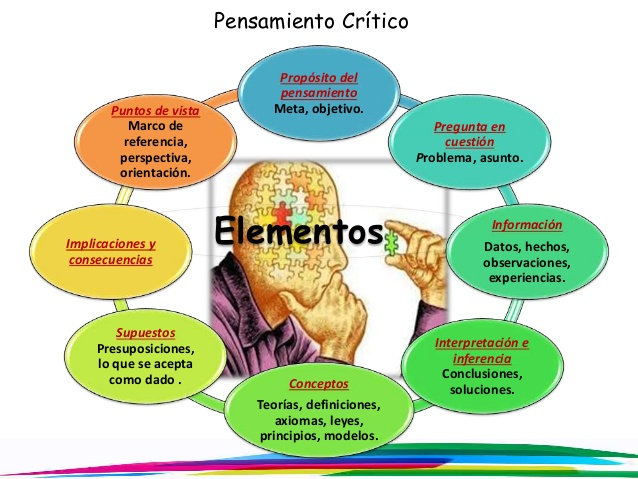 Pensamiento Crítico
Propósito del
pensamiento
Meta, objetivo.
Pregunta en
cuestión
Problema, asunto.
Información
Datos, hechos,
observaciones,
experiencias.
Interpretación e
inferencia
Conclusiones,
soluciones.
Conceptos
Teorías, definiciones,
axiomas, leyes,
principios, modelos.
Supuestos
Presuposiciones,
lo que se acepta
como dado .
Implicaciones y
consecuencias
Puntos de vista
Marco de
referencia,
perspectiva,
orientación.
Elementos